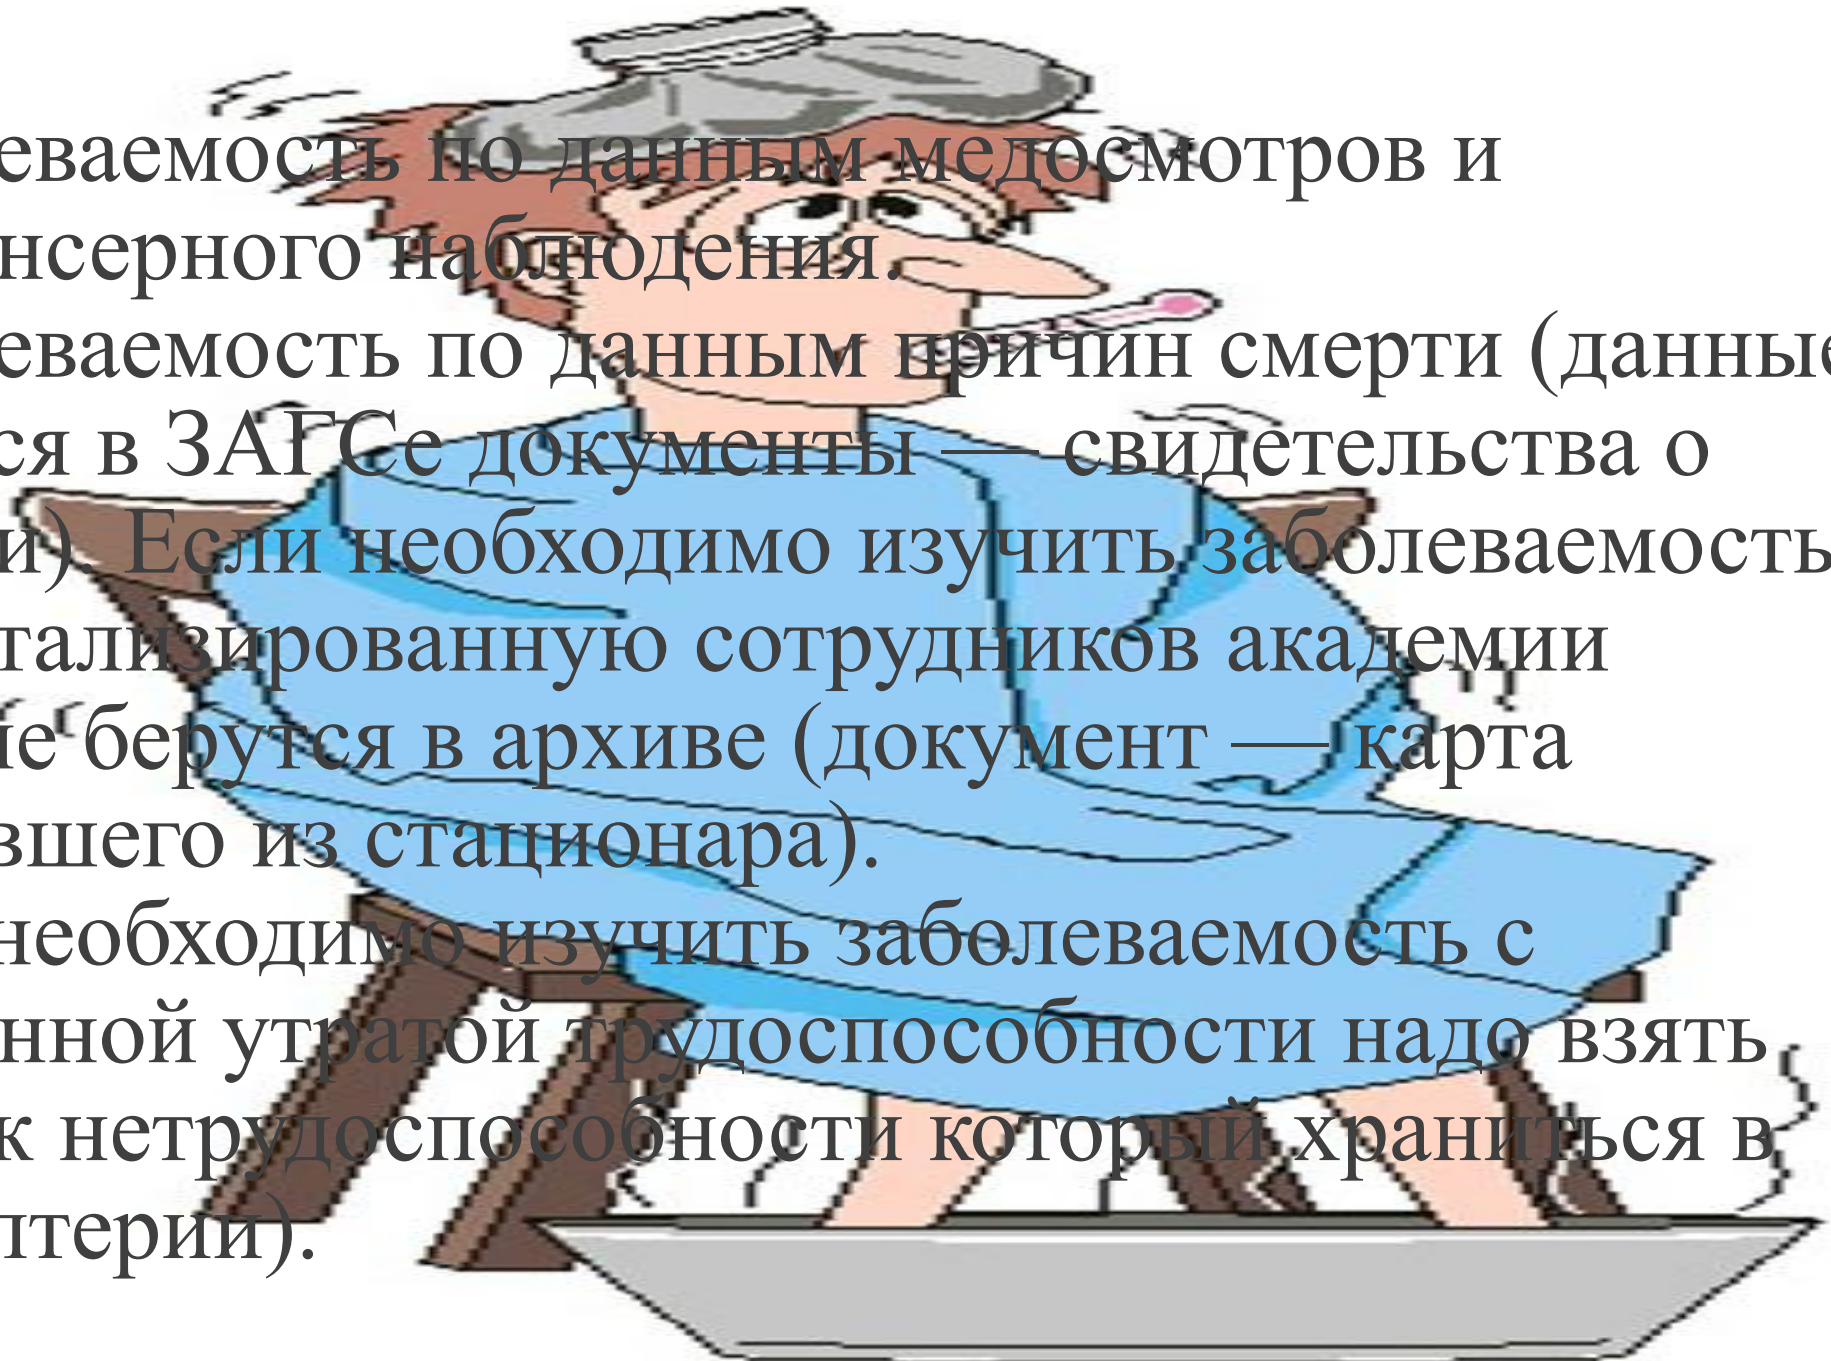 еваемость по данным медосмотров и
нсерного наблюдения.
еваемость по данным причин смерти (данные
ся в ЗАГСе документы — свидетельства о
и). Если необходимо изучить заболеваемость
тализированную сотрудников академии
ие берутся в архиве (документ — карта
вшего из стационара).
необходимо изучить заболеваемость с
нной утратой трудоспособности надо взять
к нетрудоспособности который храниться в
лтерии).